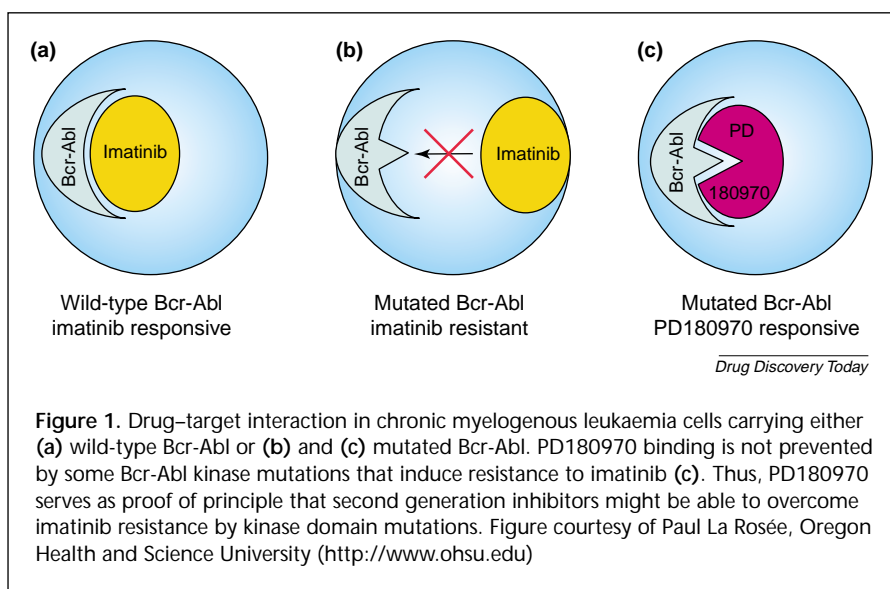 (a)
(b)
(c)
Bcr-Abl
Imatinib
Bcr-Abl
Imatinib
Bcr-Abl
PD
180970
Wild-type Bcr-Abl
imatinib responsive
Mutated Bcr-Abl
imatinib resistant
Mutated Bcr-Abl
PD180970 responsive
Drug Discovery Today
Figure 1. Drug–target interaction in chronic myelogenous leukaemia cells carrying either
(a) wild-type Bcr-Abl or (b) and (c) mutated Bcr-Abl. PD180970 binding is not prevented
by some Bcr-Abl kinase mutations that induce resistance to imatinib (c). Thus, PD180970
serves as proof of principle that second generation inhibitors might be able to overcome
imatinib resistance by kinase domain mutations. Figure courtesy of Paul La Rosée, Oregon
Health and Science University (http://www.ohsu.edu)